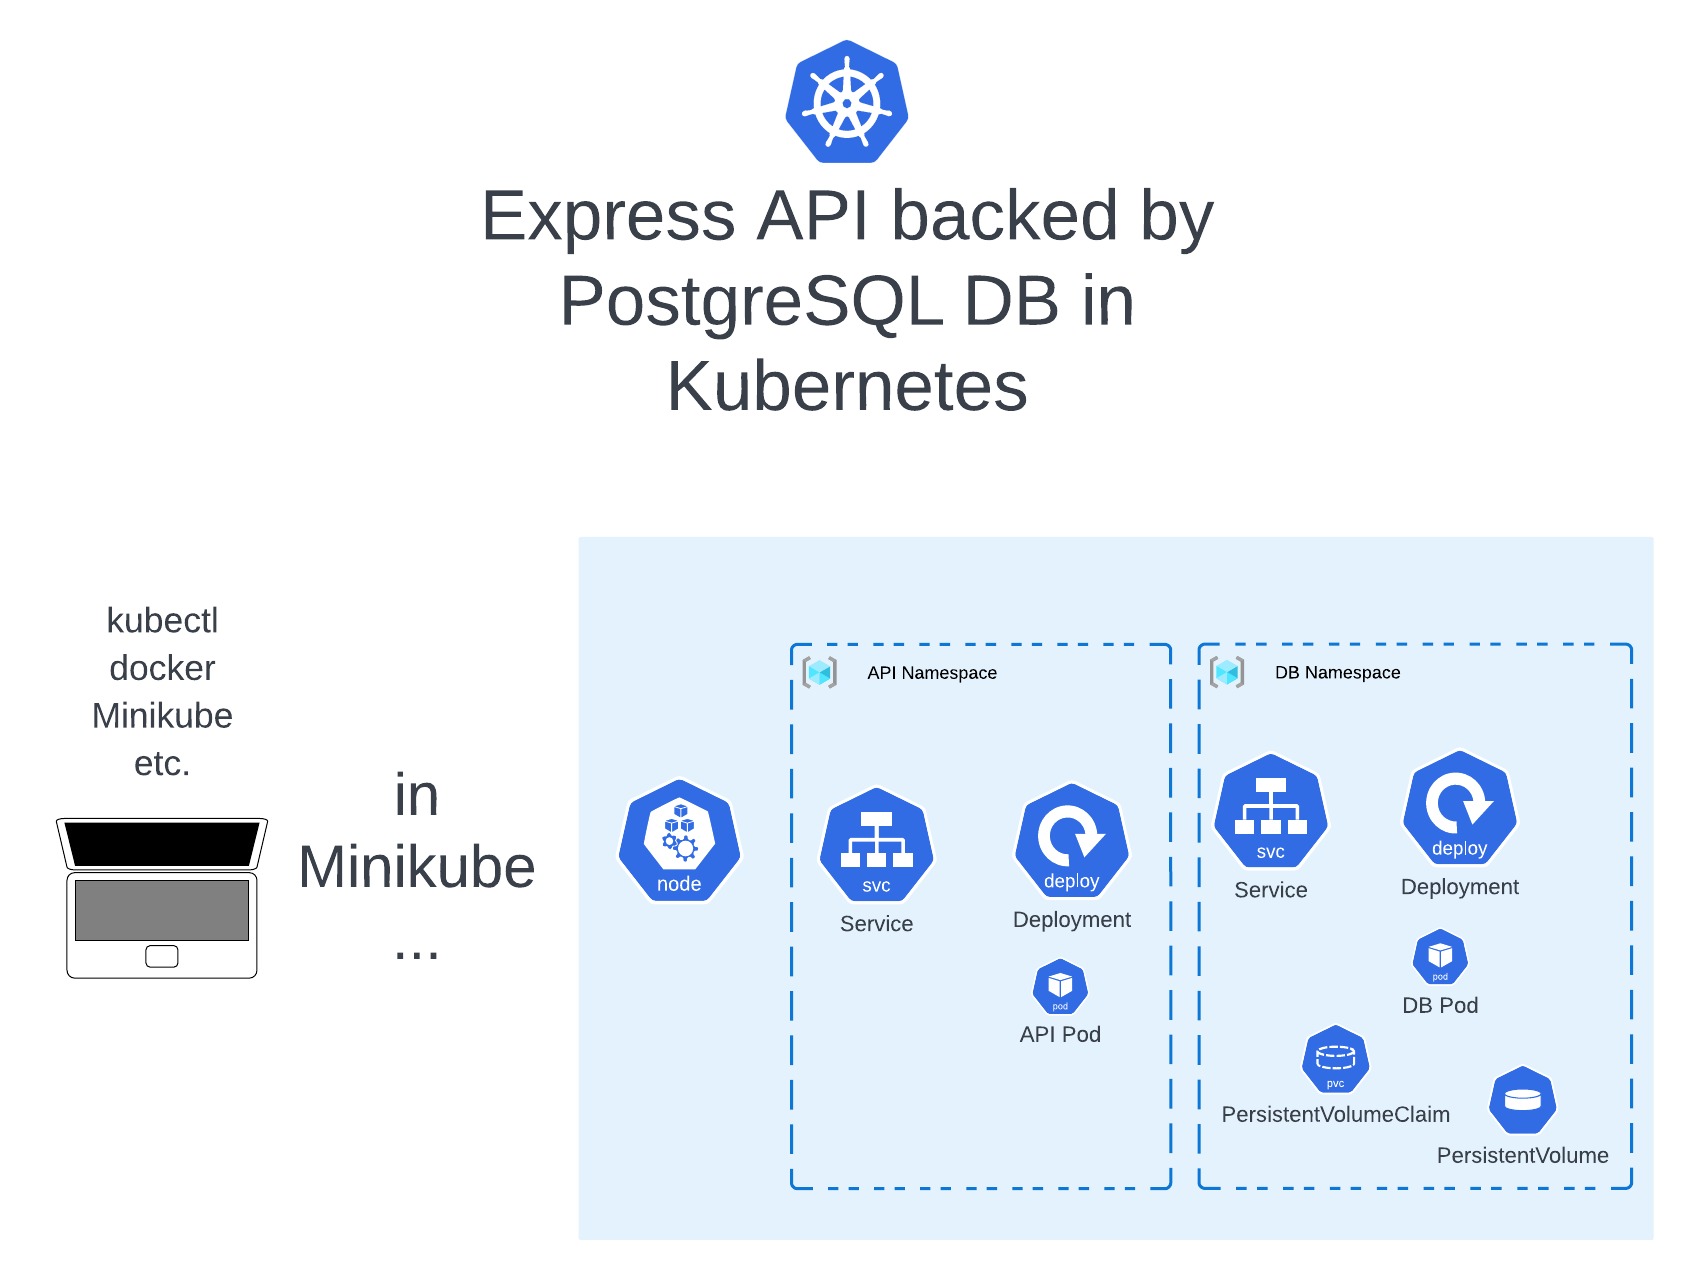 Express API backed by
PostgreSQL DB in
Kubernetes
kubectl
docker
Minikube
etc.
in
Minikube
...
node
API Namespace
svc
Service
deploy
Deployment
pod
API Pod
DB Namespace
svc
Service
deploy
Deployment
pod
DB Pod
pvc
PersistentVolumeClaim
PersistentVolume